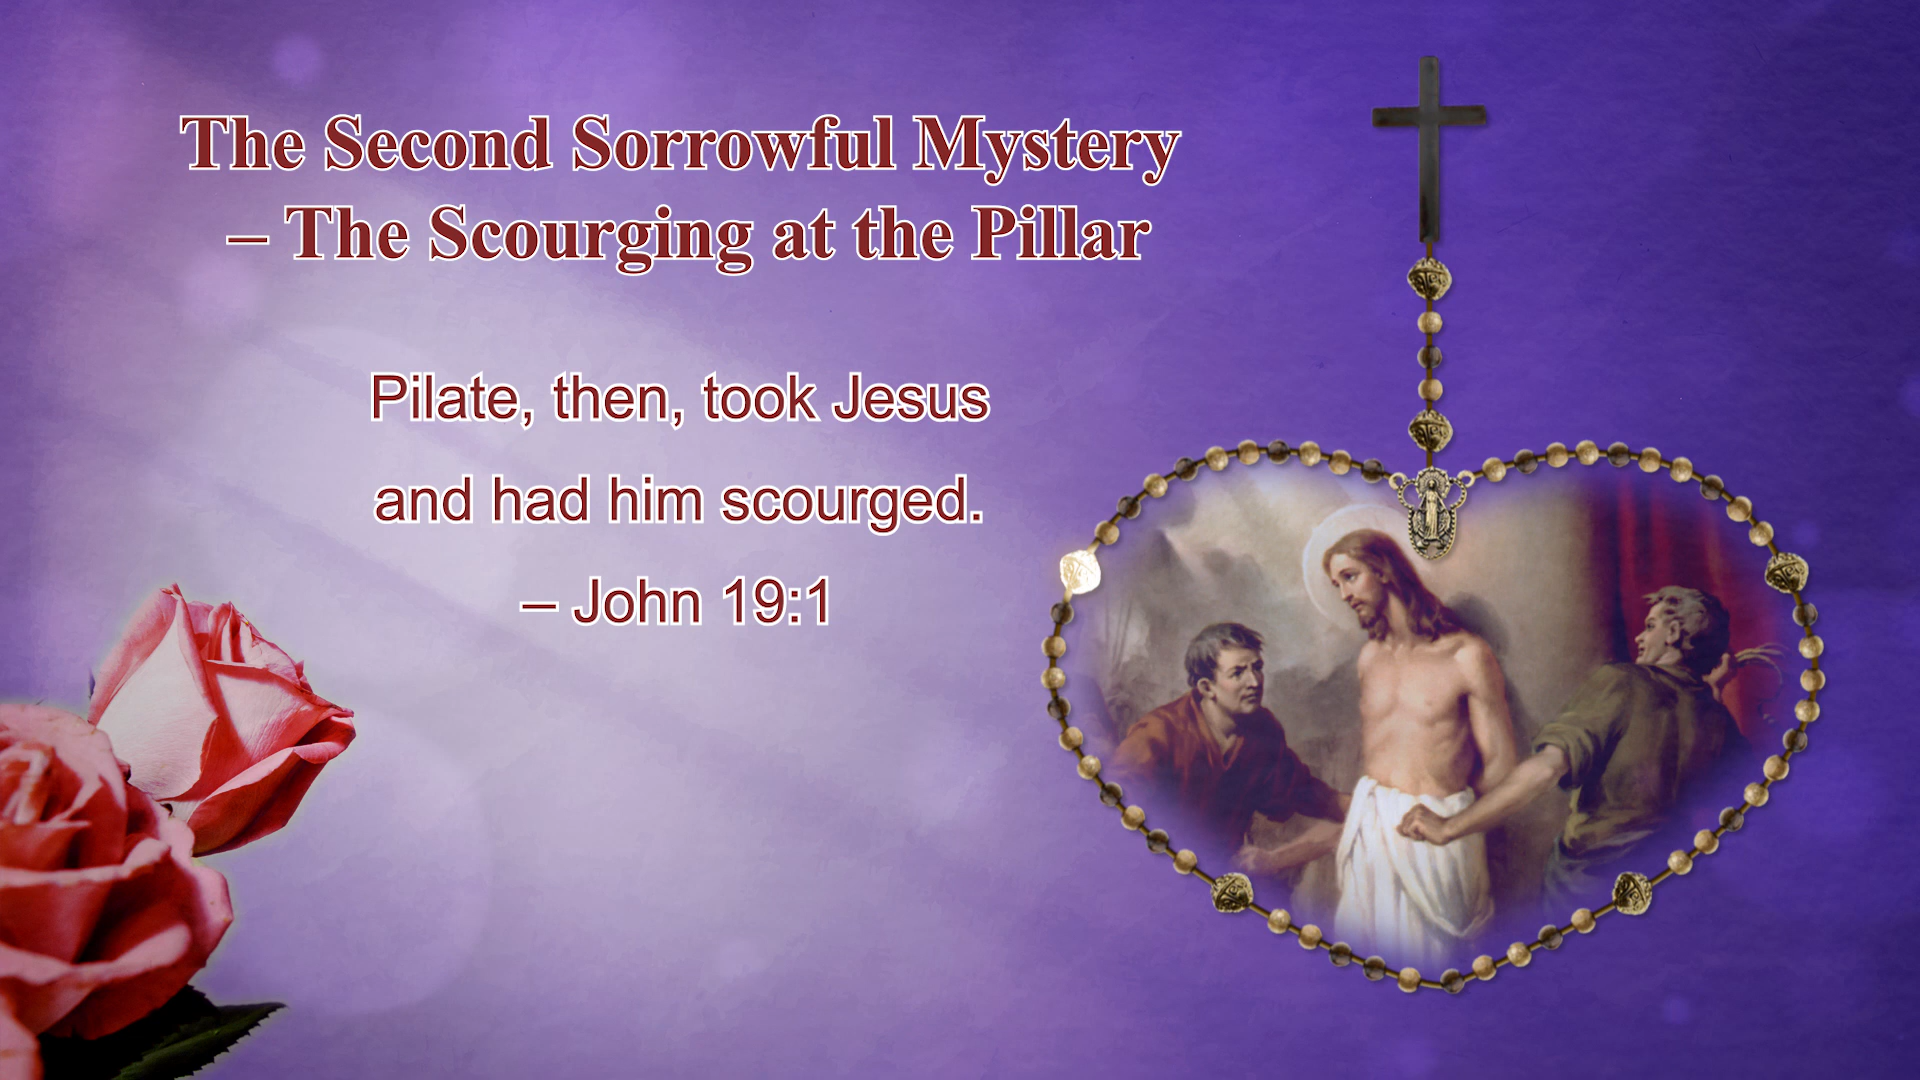 The Second Sorrowful Mystery
– The Scourging at the Pillar
Pilate, then, took Jesus
and had him scourged.
– John 19:1